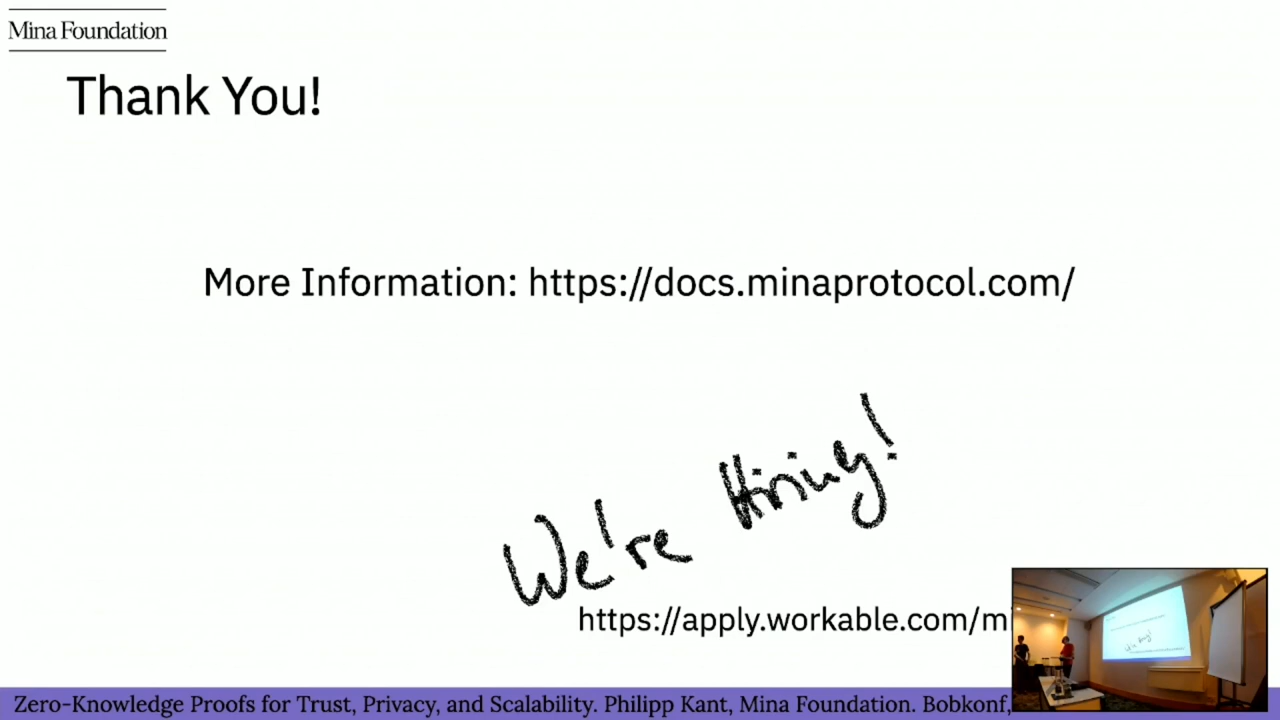 Mina Foundation
Thank You!
More Information: https://docs.minaprotocol.com/
We're Hiring!
https://apply.workable.com/m
Zero-Knowledge Proofs for Trust, Privacy, and Scalability. Philipp Kant, Mina Foundation. Bobkonf,